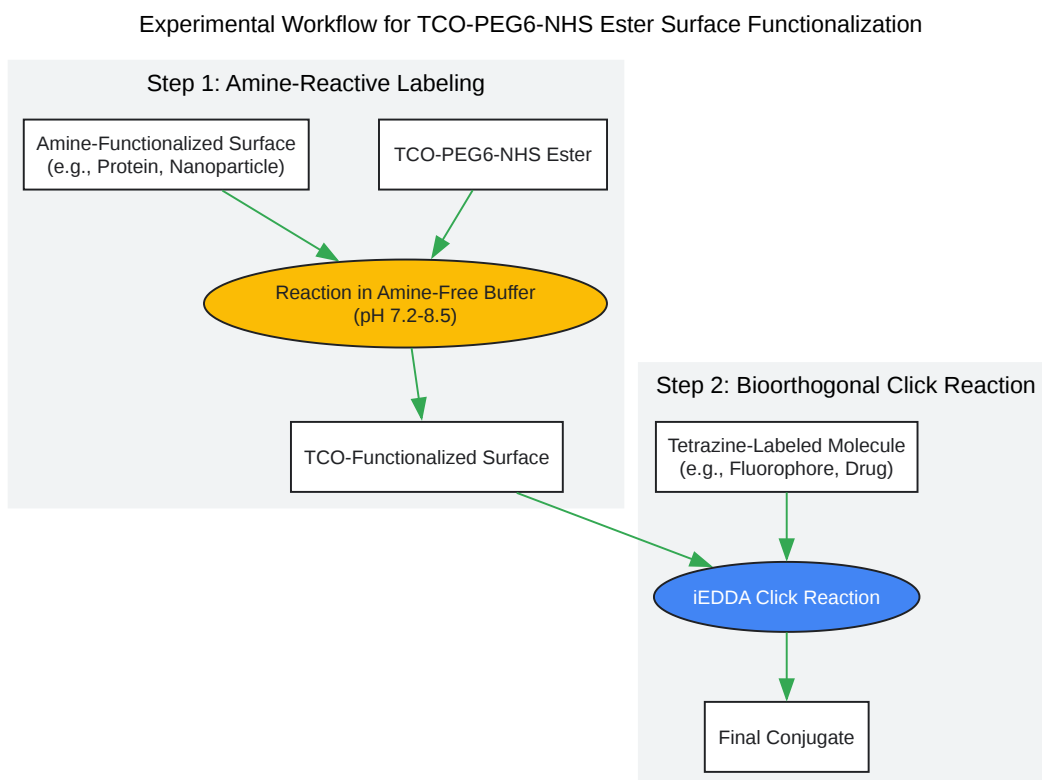 Experimental Workflow for TCO-PEG6-NHS Ester Surface Functionalization
Step 1: Amine-Reactive Labeling
Amine-Functionalized Surface
(e.g., Protein, Nanoparticle)
TCO-PEG6-NHS Ester
Reaction in Amine-Free Buffer
(pH 7.2-8.5)
TCO-Functionalized Surface
Step 2: Bioorthogonal Click Reaction
Tetrazine-Labeled Molecule
(e.g., Fluorophore, Drug)
iEDDA Click Reaction
Final Conjugate